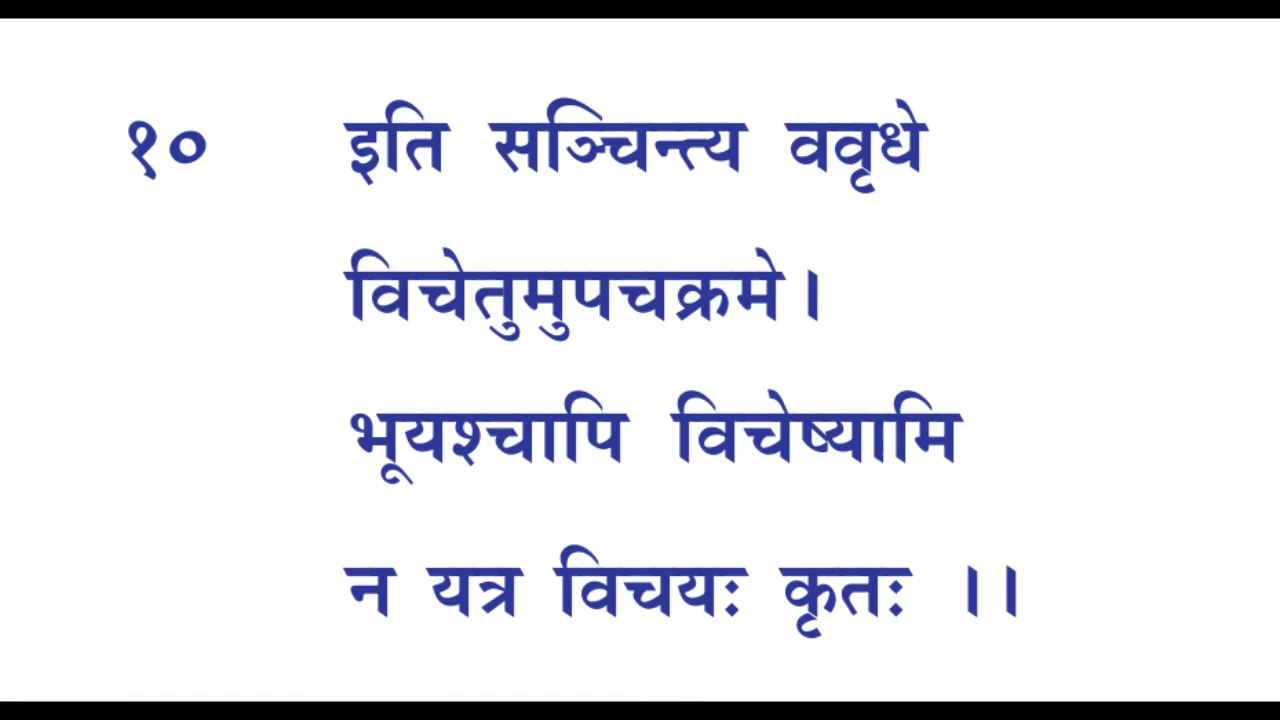 १० इति सञ्चिन्त्य ववृधे
विचेतुमुपचक्रमे।
भूयश्चापि विचेष्यामि
न यत्र विचयः कृतः ।।